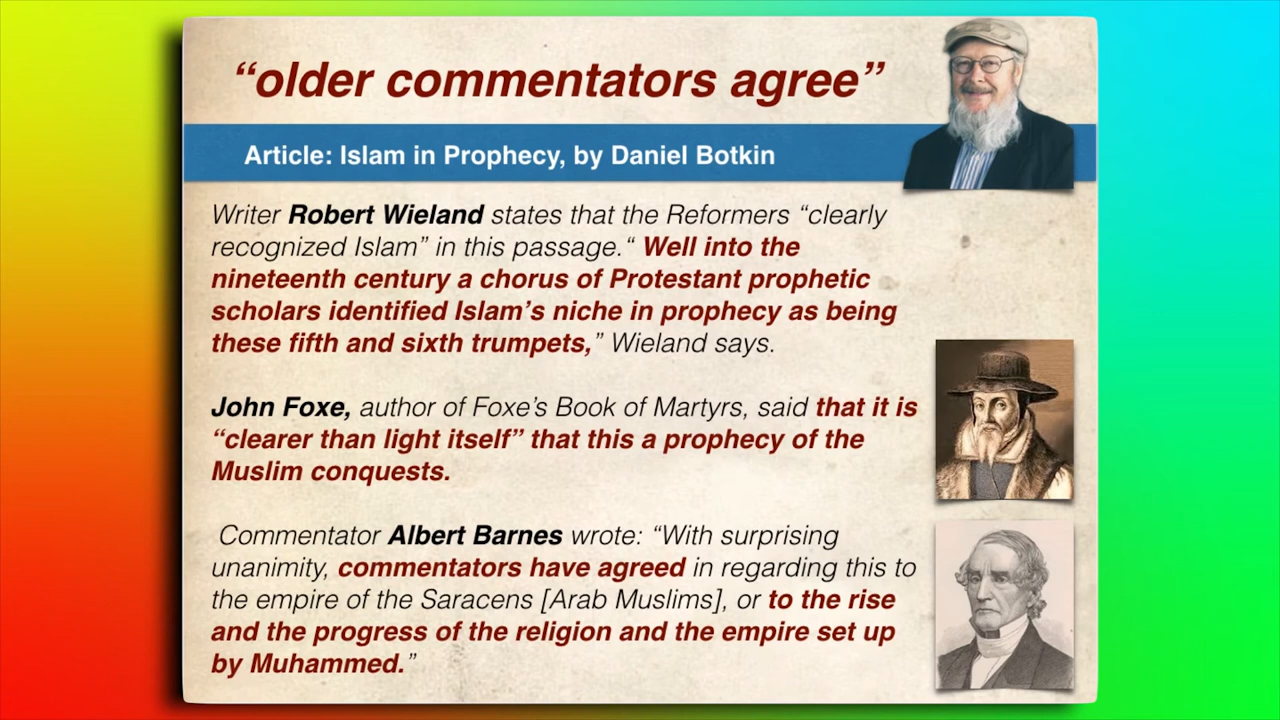 “older commentators agree”
Article: Islam in Prophecy, by Daniel Botkin
Writer Robert Wieland states that the Reformers “clearly
recognized Islam” in this passage.“ Well into the
nineteenth century a chorus of Protestant prophetic
scholars identified Islam’s niche in prophecy as being
these fifth and sixth trumpets,” Wieland says.
John Foxe, author of Foxe’s Book of Martyrs, said that it is
“clearer than light itself” that this a prophecy of the
Muslim conquests.
Commentator Albert Barnes wrote: “With surprising
unanimity, commentators have agreed in regarding this to
the empire of the Saracens [Arab Muslims], or to the rise
and the progress of the religion and the empire set up
by Muhammed.”